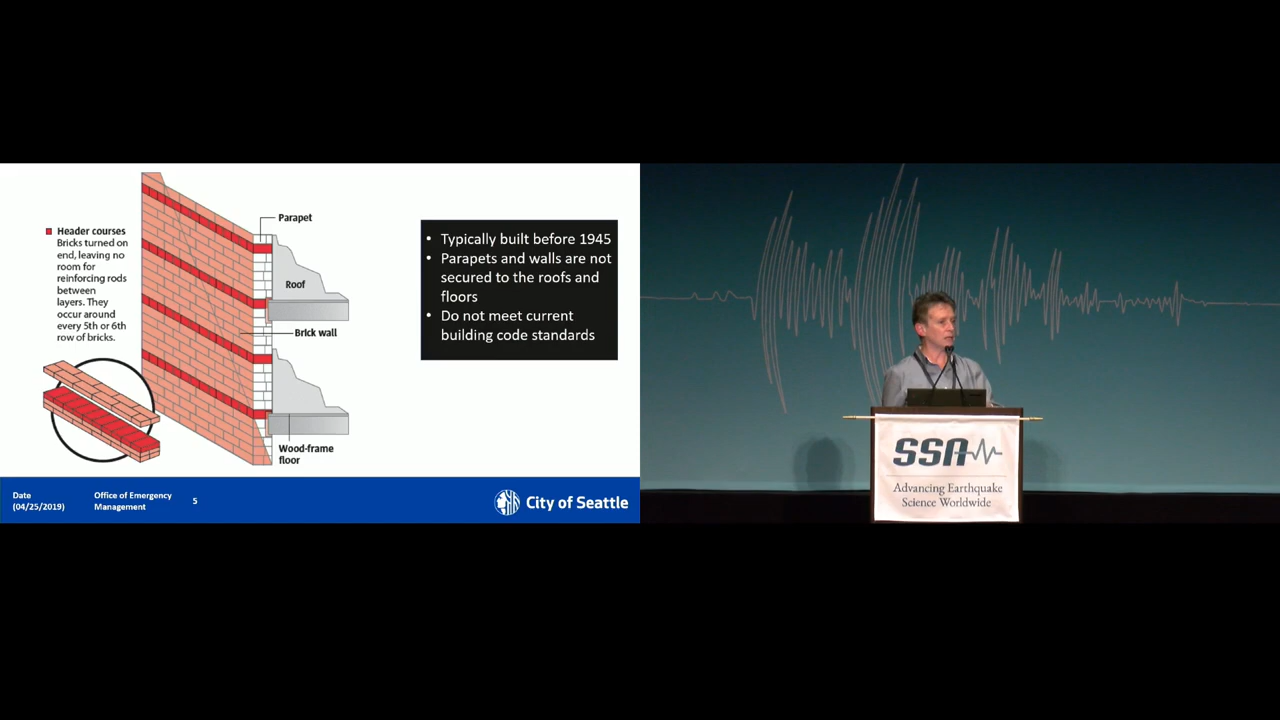 Header courses
Bricks turned on
end, leaving no
room for
reinforcing rods
between
layers. They
occur around
every 5th or 6th
row of bricks.
Parapet
Roof
Brick wall
Wood-frame
floor
• Typically built before 1945
• Parapets and walls are not
secured to the roofs and
floors
• Do not meet current
building code standards
Date
(04/25/2019)
Office of Emergency
Management
5
City of Seattle
SSA
Advancing Earthquake
Science Worldwide